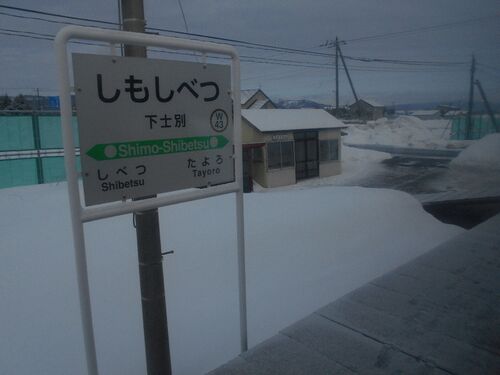 しもしべつ
W
43
下士別
Shimo-Shibetsu
しべつ たよろ
Shibetsu Tayoro